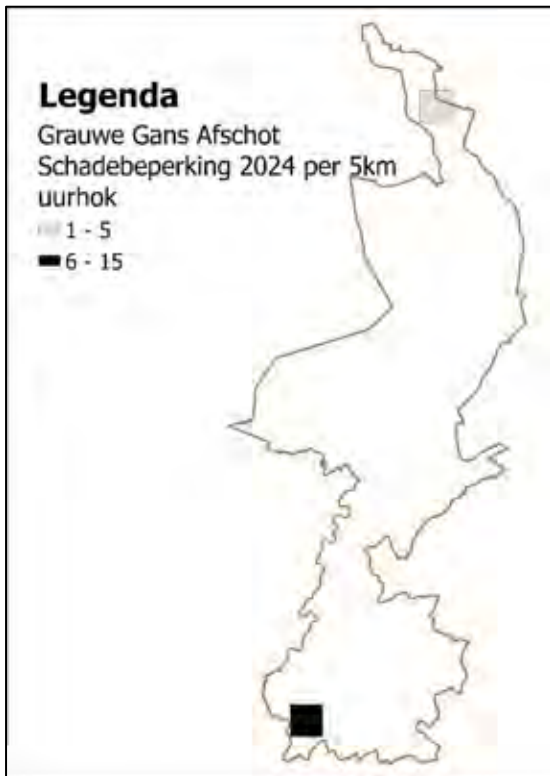 Legenda
Grauwe Gans Afschot
Schadebeperking 2024 per 5km
uurhok
1 - 5
6 - 15